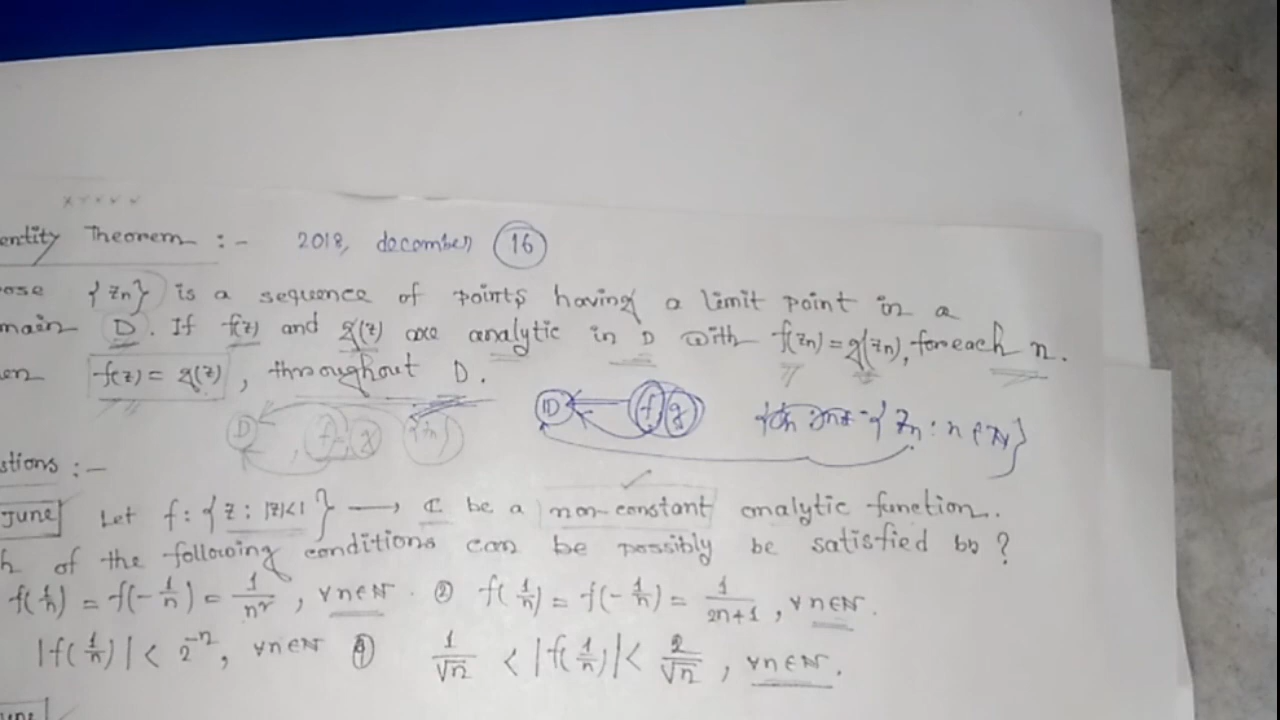 entity Theorem :- 2018, december 16
ose {zn} is a sequence of points having a limit point in a
main D. If f(z) and g(z) are analytic in D with f(zn) = g(zn), for each n.
en f(z) = g(z), throughout D.
D f g {zn} D f g {zn : n ∈ N}
stions :-
June] Let f : {z : |z|<1} → ℂ be a non-constant analytic function.
h of the following conditions can be possibly be satisfied by ?
f(1/n) = f(-1/n) = 1/n², ∀n∈N. ② f(1/n) = f(-1/n) = 1/2n+1, ∀n∈N.
|f(1/n)| < 2⁻ⁿ, ∀n∈N ④ 1/√n < |f(1/n)| < 2/√n, ∀n∈N.